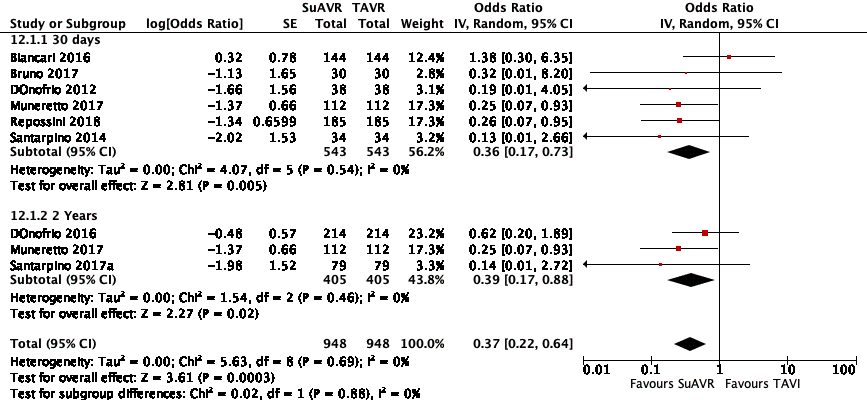 SuAVR TAVR Odds Ratio Odds Ratio
Study or Subgroup log[Odds Ratio] SE Total Total Weight IV, Random, 95% CI IV, Random, 95% CI
12.1.1 30 days
Biancari 2016 0.32 0.78 144 144 12.4% 1.38 [0.30, 6.35]
Bruno 2017 −1.13 1.65 30 30 2.8% 0.32 [0.01, 8.20]
DOnofrio 2012 −1.66 1.56 38 38 3.1% 0.19 [0.01, 4.05]
Muneretto 2017 −1.37 0.66 112 112 17.3% 0.25 [0.07, 0.93]
Repossini 2018 −1.34 0.6599 185 185 17.3% 0.26 [0.07, 0.95]
Santarpino 2014 −2.02 1.53 34 34 3.2% 0.13 [0.01, 2.66]
Subtotal (95% CI) 543 543 56.2% 0.36 [0.17, 0.73]
Heterogeneity: Tau² = 0.00; Chi² = 4.07, df = 5 (P = 0.54); I² = 0%
Test for overall effect: Z = 2.81 (P = 0.005)
12.1.2 2 Years
DOnofrio 2016 −0.48 0.57 214 214 23.2% 0.62 [0.20, 1.89]
Muneretto 2017 −1.37 0.66 112 112 17.3% 0.25 [0.07, 0.93]
Santarpino 2017a −1.98 1.52 79 79 3.3% 0.14 [0.01, 2.72]
Subtotal (95% CI) 405 405 43.8% 0.39 [0.17, 0.88]
Heterogeneity: Tau² = 0.00; Chi² = 1.54, df = 2 (P = 0.46); I² = 0%
Test for overall effect: Z = 2.27 (P = 0.02)
Total (95% CI) 948 948 100.0% 0.37 [0.22, 0.64]
Heterogeneity: Tau² = 0.00; Chi² = 5.63, df = 8 (P = 0.69); I² = 0%
Test for overall effect: Z = 3.61 (P = 0.0003)
Test for subgroup differences: Chi² = 0.02, df = 1 (P = 0.88), I² = 0%
0.01 0.1 1 10 100
Favours SuAVR Favours TAVI